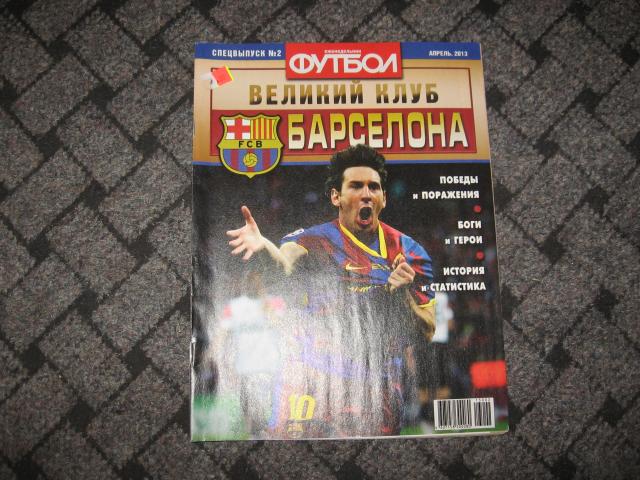 СПЕЦВЫПУСК №2
ЕЖЕНЕДЕЛЬНИК
ФУТБОЛ
АПРЕЛЬ, 2013
ВЕЛИКИЙ КЛУБ
FCB
БАРСЕЛОНА
ПОБЕДЫ
и ПОРАЖЕНИЯ
БОГИ
и ГЕРОИ
ИСТОРИЯ
и СТАТИСТИКА
10